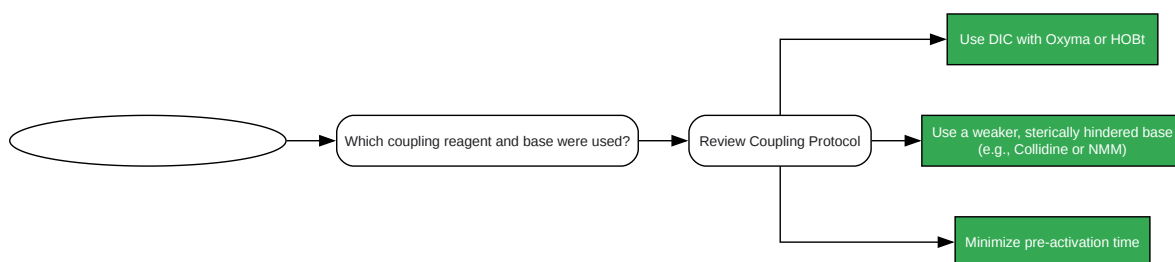 Use DIC with Oxyma or HOBt
Which coupling reagent and base were used?
Review Coupling Protocol
Use a weaker, sterically hindered base
(e.g., Collidine or NMM)
Minimize pre-activation time